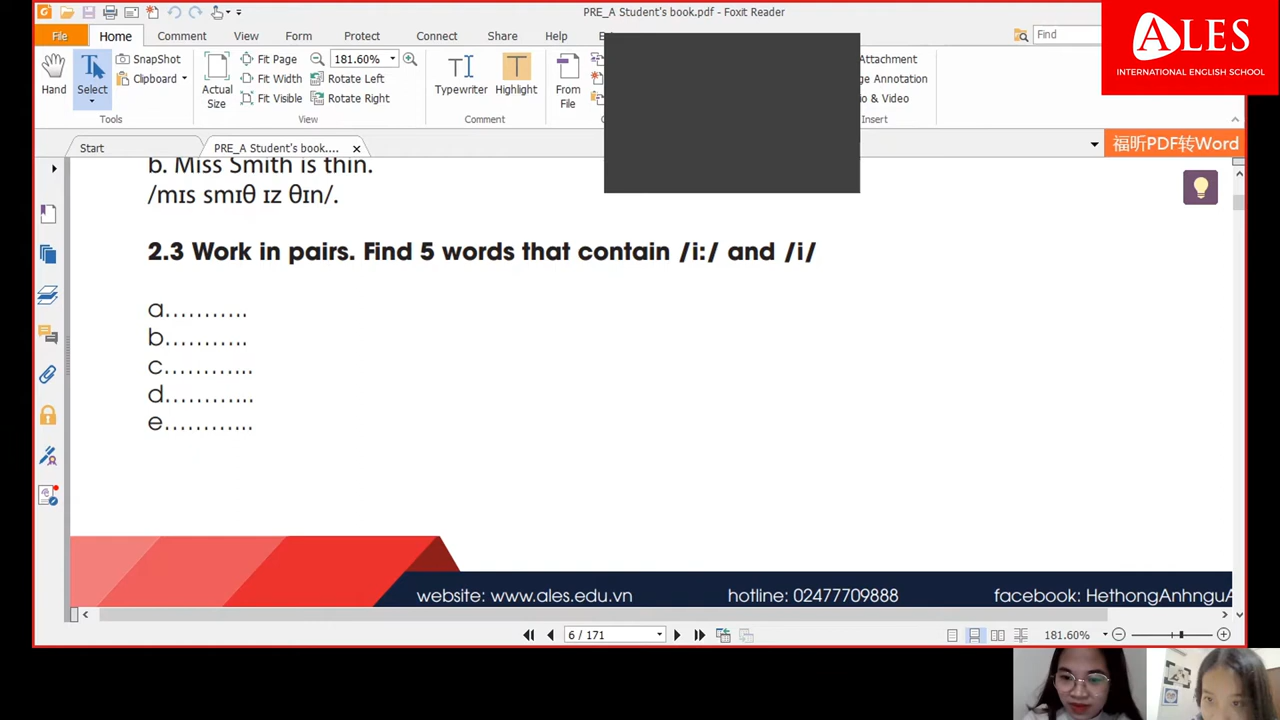 PRE_A Student's book.pdf - Foxit Reader
File Home Comment View Form Protect Connect Share Help
Find
ALES
INTERNATIONAL ENGLISH SCHOOL
Hand
Select
SnapShot
Clipboard
Actual Size
Fit Page
Fit Width
Fit Visible
181.60%
Rotate Left
Rotate Right
Typewriter
Highlight
From File
Attachment
Annotation
& Video
Tools View Comment Insert
Start PRE_A Student's book....
福昕PDF转Word
b. Miss Smith is thin.
/mɪs smɪθ ɪz θɪn/.
2.3 Work in pairs. Find 5 words that contain /i:/ and /i/
a...........
b...........
c............
d............
e............
website: www.ales.edu.vn hotline: 02477709888 facebook: HethongAnhngu
6 / 171
181.60%